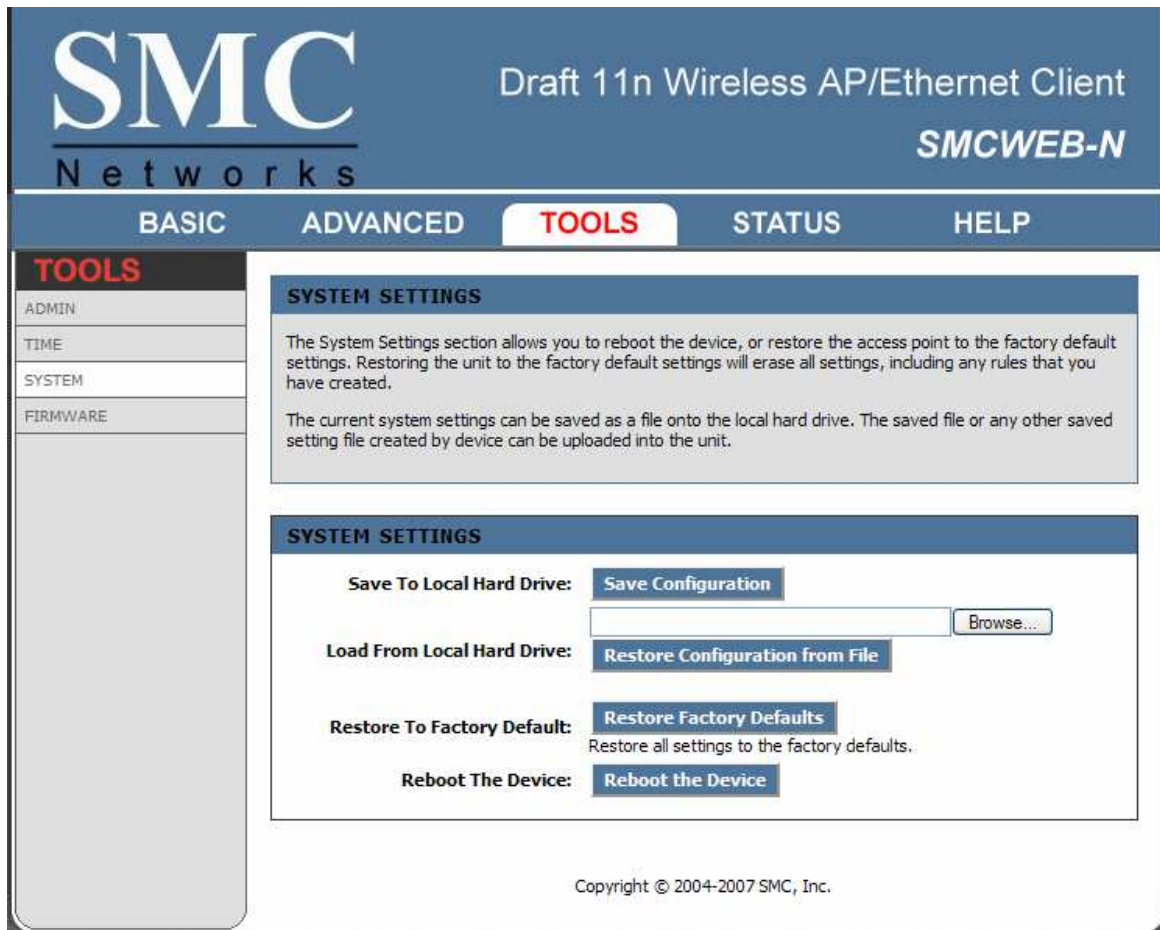 SMC
Networks
Draft 11n Wireless AP/Ethernet Client
SMCWEB-N
BASIC ADVANCED TOOLS STATUS HELP
TOOLS
ADMIN
TIME
SYSTEM
FIRMWARE
SYSTEM SETTINGS
The System Settings section allows you to reboot the device, or restore the access point to the factory default
settings. Restoring the unit to the factory default settings will erase all settings, including any rules that you
have created.
The current system settings can be saved as a file onto the local hard drive. The saved file or any other saved
setting file created by device can be uploaded into the unit.
SYSTEM SETTINGS
Save To Local Hard Drive: Save Configuration
Browse...
Load From Local Hard Drive: Restore Configuration from File
Restore To Factory Default: Restore Factory Defaults
Restore all settings to the factory defaults.
Reboot The Device: Reboot the Device
Copyright © 2004-2007 SMC, Inc.